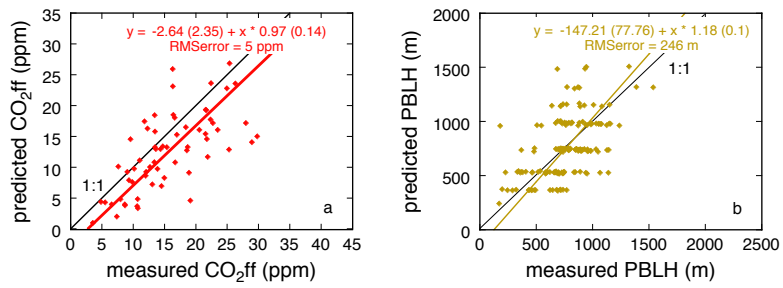 y = -2.64 (2.35) + x * 0.97 (0.14)
RMSerror = 5 ppm
predicted CO₂ff (ppm)
35
30
25
20
15
10
5
0
1:1
a
0 5 10 15 20 25 30 35 40 45
measured CO₂ff (ppm)
y = -147.21 (77.76) + x * 1.18 (0.1)
RMSerror = 246 m
predicted PBLH (m)
2000
1500
1000
500
0
1:1
b
0 500 1000 1500 2000 2500
measured PBLH (m)